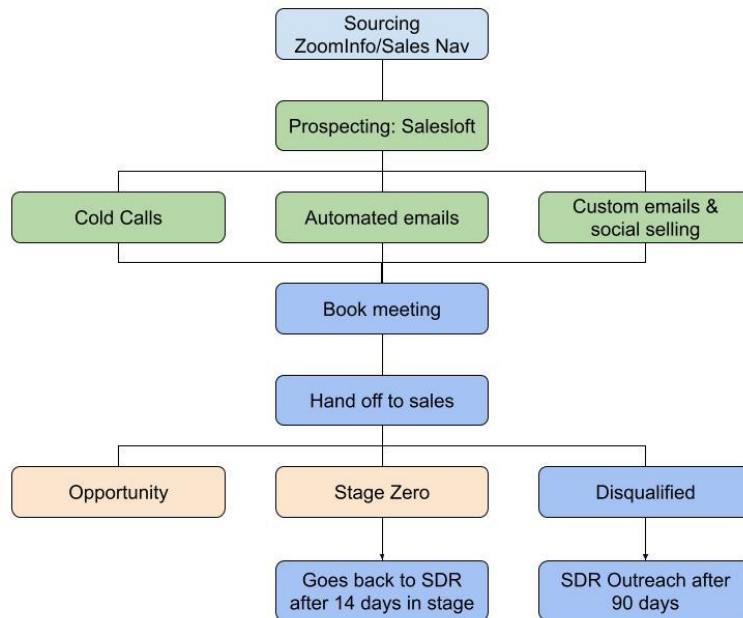 Sourcing
ZoomInfo/Sales Nav
Prospecting: Salesloft
Cold Calls
Automated emails
Custom emails &
social selling
Book meeting
Hand off to sales
Opportunity
Stage Zero
Disqualified
Goes back to SDR
after 14 days in stage
SDR Outreach after
90 days